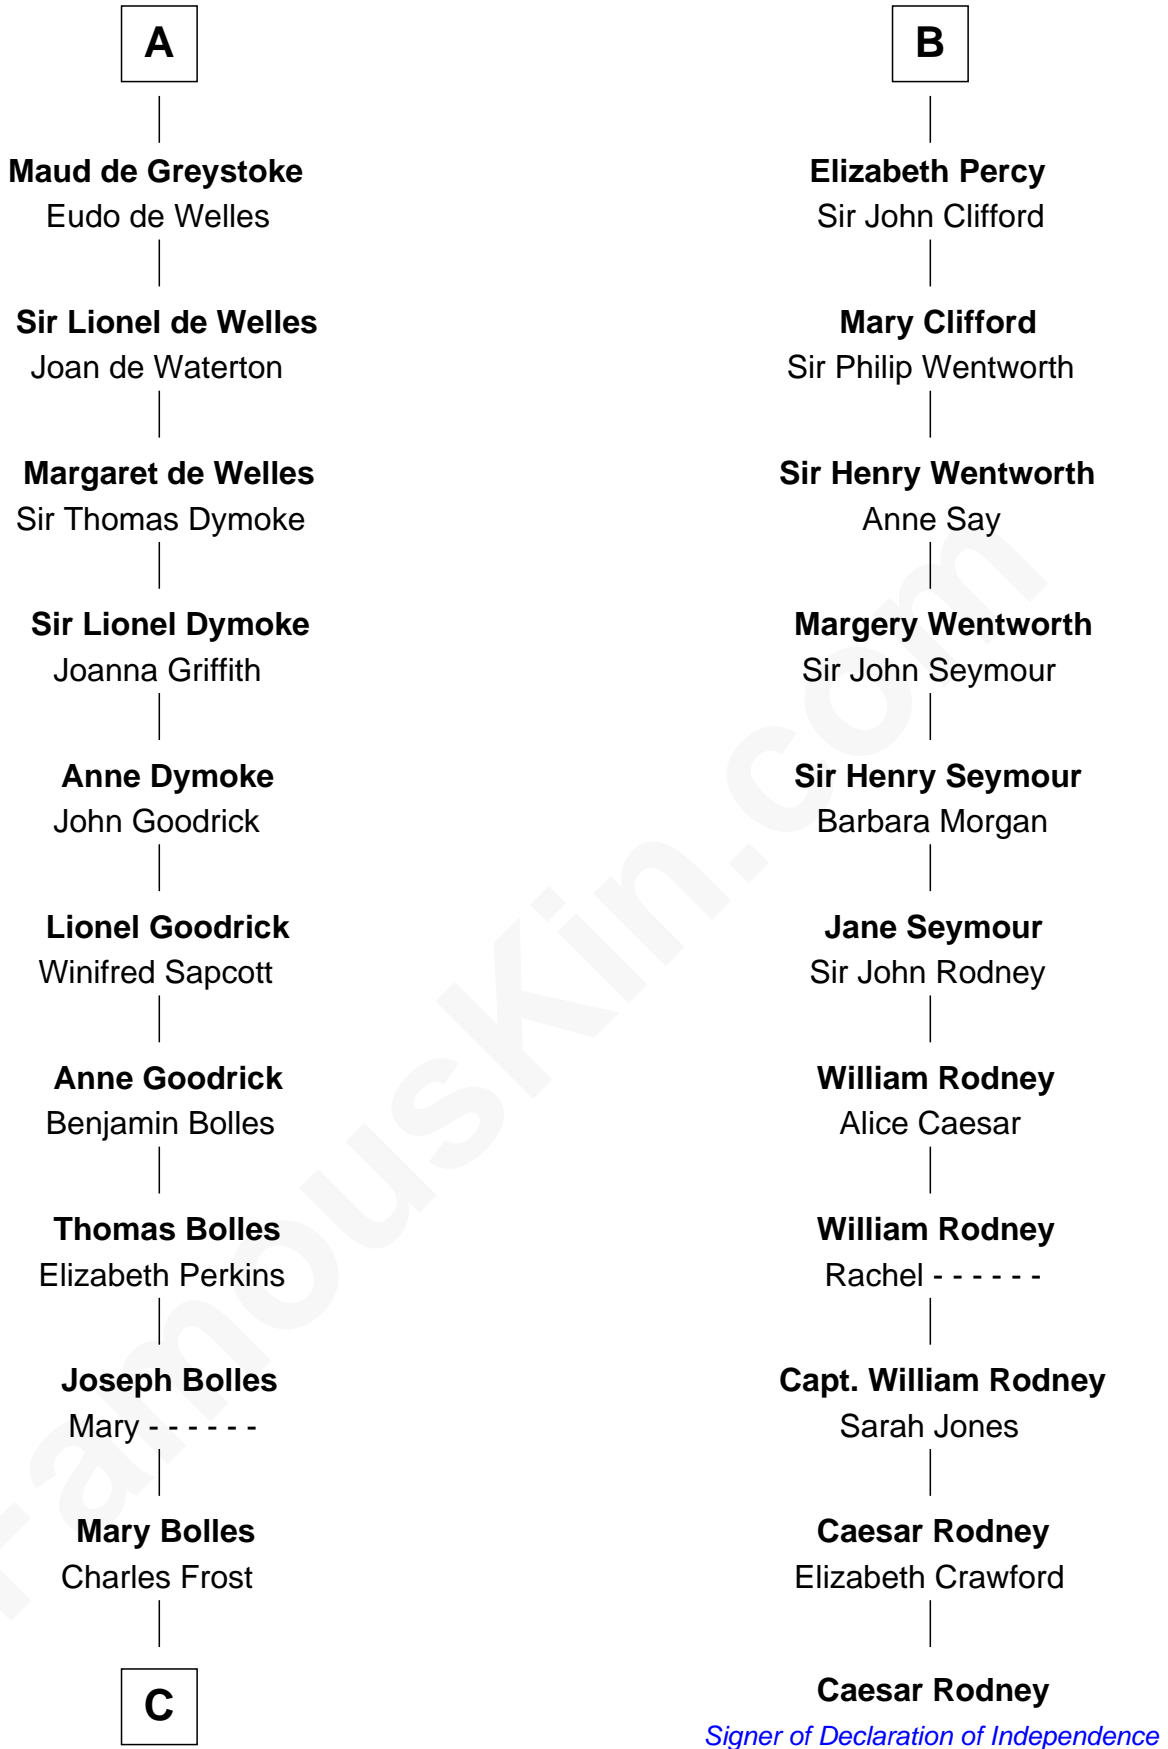 A
Maud de Greystoke
Eudo de Welles
Sir Lionel de Welles
Joan de Waterton
Margaret de Welles
Sir Thomas Dymoke
Sir Lionel Dymoke
Joanna Griffith
Anne Dymoke
John Goodrick
Lionel Goodrick
Winifred Sapcott
Anne Goodrick
Benjamin Bolles
Thomas Bolles
Elizabeth Perkins
Joseph Bolles
Mary - - - - - -
Mary Bolles
Charles Frost
C
B
Elizabeth Percy
Sir John Clifford
Mary Clifford
Sir Philip Wentworth
Sir Henry Wentworth
Anne Say
Margery Wentworth
Sir John Seymour
Sir Henry Seymour
Barbara Morgan
Jane Seymour
Sir John Rodney
William Rodney
Alice Caesar
William Rodney
Rachel - - - - - -
Capt. William Rodney
Sarah Jones
Caesar Rodney
Elizabeth Crawford
Caesar Rodney
Signer of Declaration of Independence
FamousKin.com